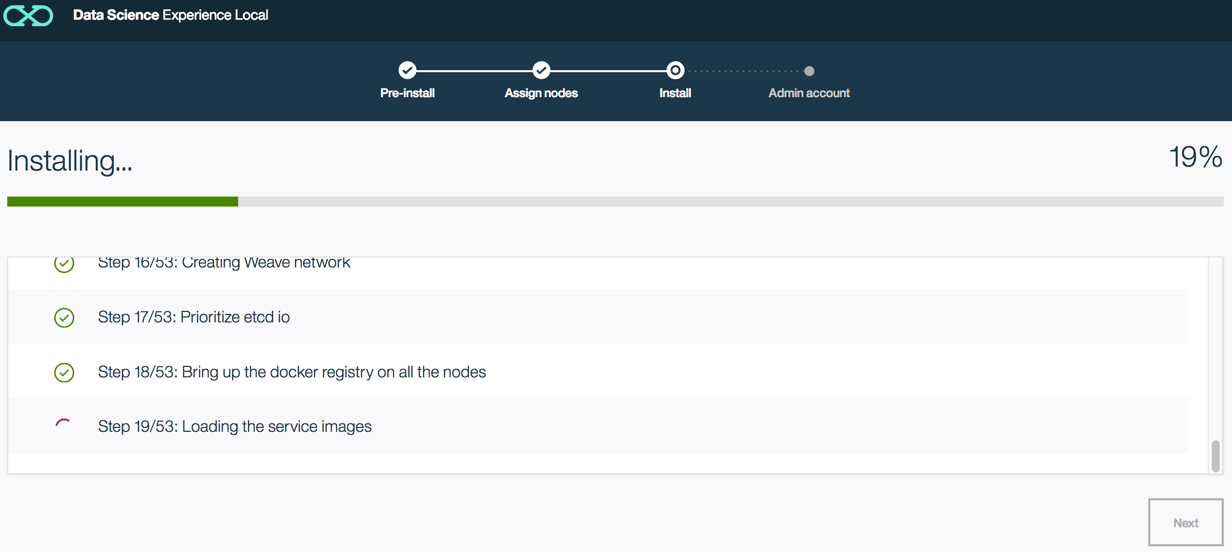 Data Science Experience Local
Pre-install
Assign nodes
Install
Admin account
Installing...
19%
Step 16/53: Creating Weave network
Step 17/53: Prioritize etcd io
Step 18/53: Bring up the docker registry on all the nodes
Step 19/53: Loading the service images
Next